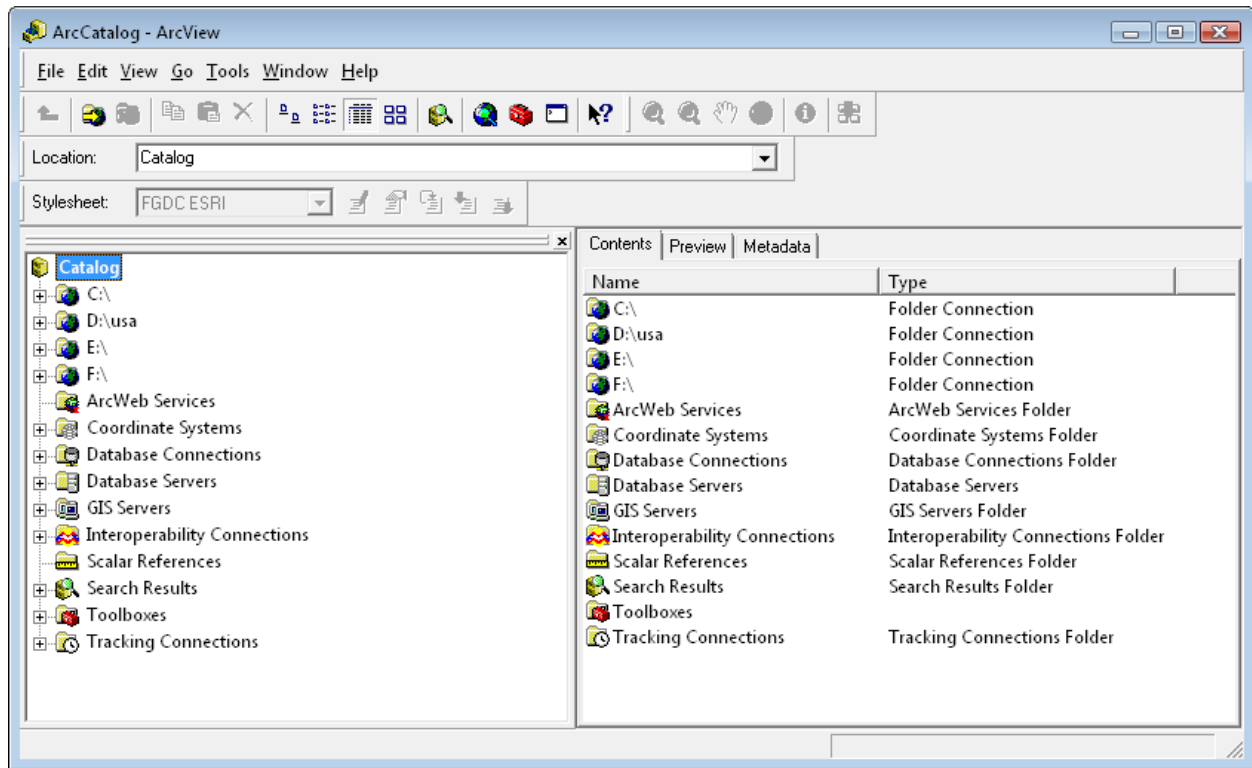 ArcCatalog - ArcView
File Edit View Go Tools Window Help
Location: Catalog
Stylesheet: FGDC ESRI
Catalog
C:\
D:\usa
E:\
F:\
ArcWeb Services
Coordinate Systems
Database Connections
Database Servers
GIS Servers
Interoperability Connections
Scalar References
Search Results
Toolboxes
Tracking Connections
Contents Preview Metadata
Name Type
C:\ Folder Connection
D:\usa Folder Connection
E:\ Folder Connection
F:\ Folder Connection
ArcWeb Services ArcWeb Services Folder
Coordinate Systems Coordinate Systems Folder
Database Connections Database Connections Folder
Database Servers Database Servers
GIS Servers GIS Servers Folder
Interoperability Connections Interoperability Connections Folder
Scalar References Scalar References Folder
Search Results Search Results Folder
Toolboxes
Tracking Connections Tracking Connections Folder